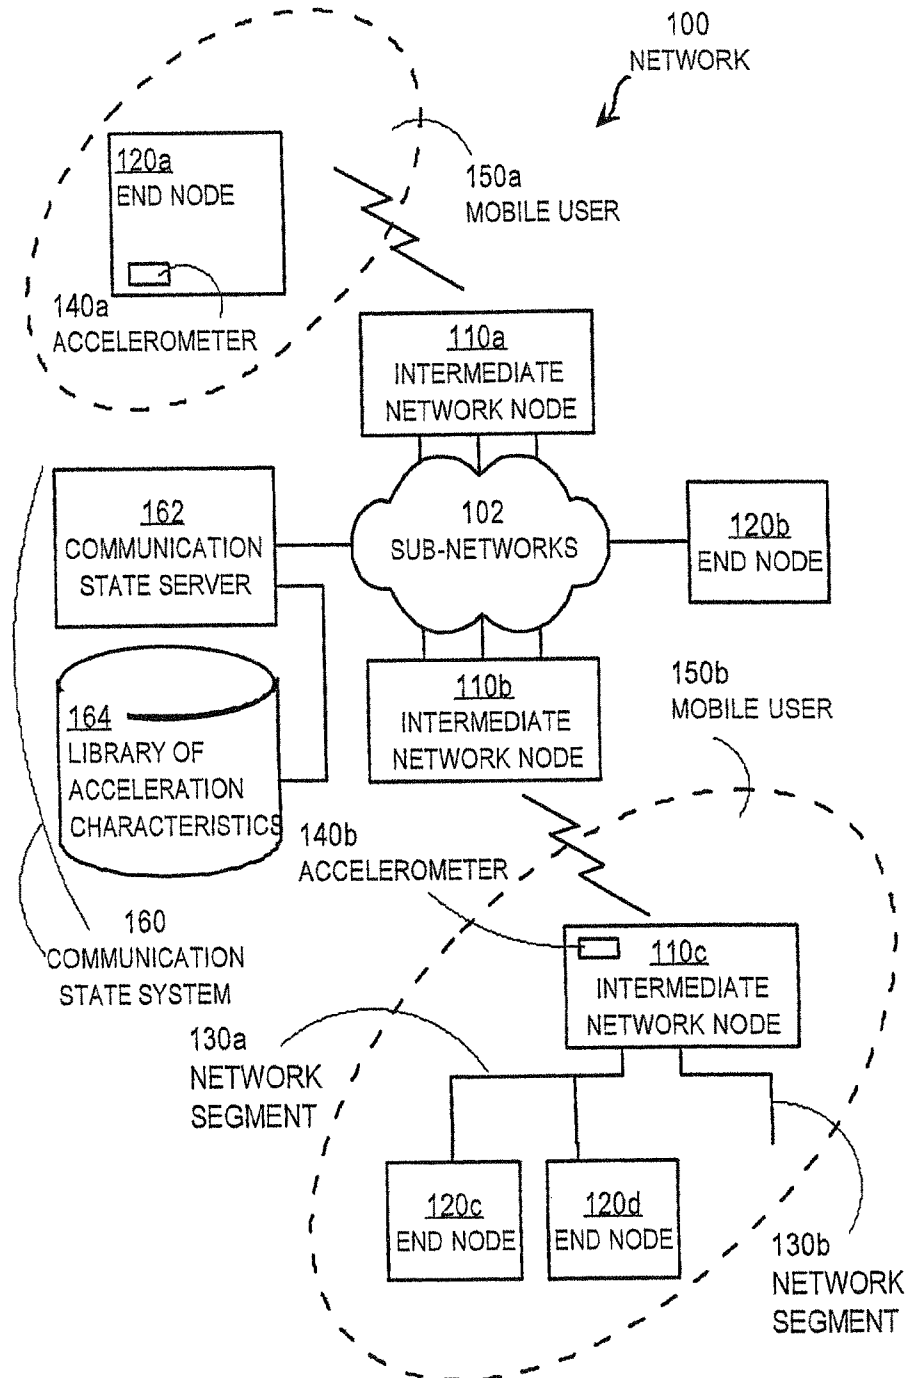 100
NETWORK
120a
END NODE
150a
MOBILE USER
140a
ACCELEROMETER
110a
INTERMEDIATE
NETWORK NODE
162
COMMUNICATION
STATE SERVER
102
SUB-NETWORKS
120b
END NODE
110b
INTERMEDIATE
NETWORK NODE
150b
MOBILE USER
164
LIBRARY OF
ACCELERATION
CHARACTERISTICS
140b
ACCELEROMETER
160
COMMUNICATION
STATE SYSTEM
110c
INTERMEDIATE
NETWORK NODE
130a
NETWORK
SEGMENT
120c
END NODE
120d
END NODE
130b
NETWORK
SEGMENT